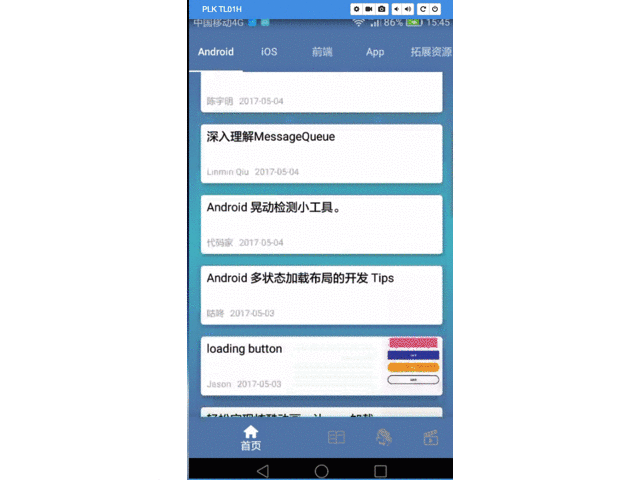 PLK TL01H
中国移动4G
86%
15:45
Android
iOS
前端
App
拓展资源
陈宇明 2017-05-04
深入理解MessageQueue
Linmin Qiu 2017-05-04
Android 晃动检测小工具。
代码家 2017-05-04
Android 多状态加载布局的开发 Tips
咕咚 2017-05-03
loading button
Jason 2017-05-03
首页